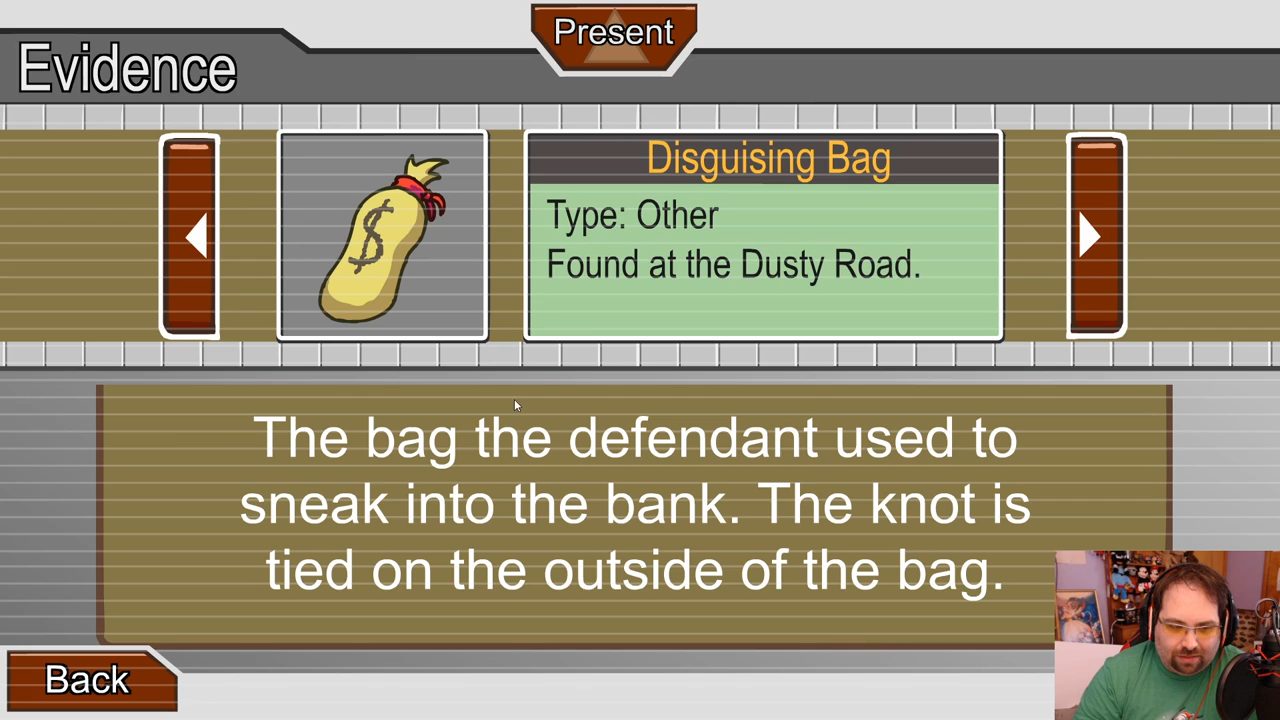 Present
Evidence
Disguising Bag
Type: Other
Found at the Dusty Road.
$
The bag the defendant used to
sneak into the bank. The knot is
tied on the outside of the bag.
Back